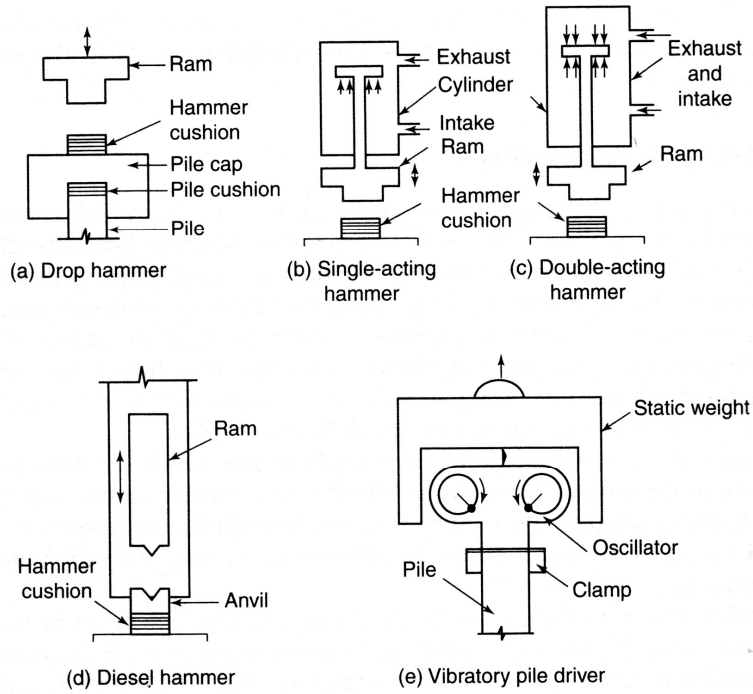 Ram
Hammer
cushion
Pile cap
Pile cushion
Pile
(a) Drop hammer
Exhaust
Cylinder
Intake
Ram
Hammer
cushion
(b) Single-acting
hammer
Exhaust
and
intake
Ram
(c) Double-acting
hammer
Ram
Hammer
cushion
Anvil
(d) Diesel hammer
Static weight
Oscillator
Clamp
Pile
(e) Vibratory pile driver